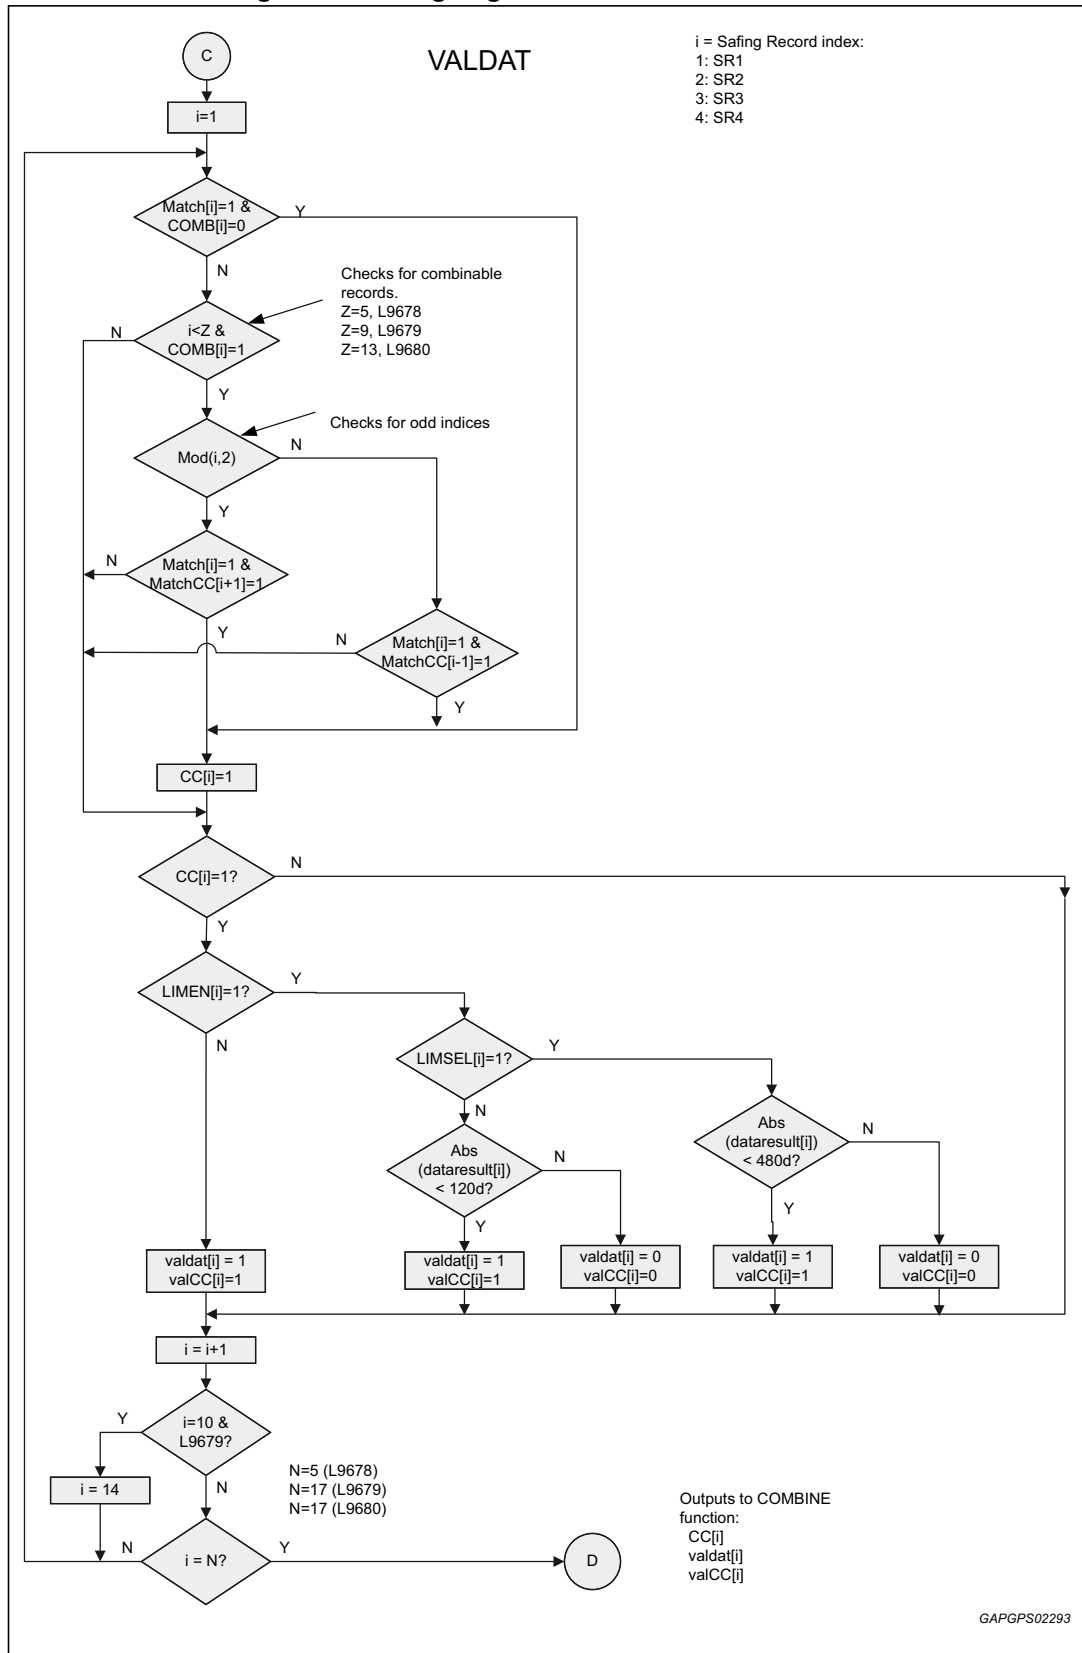 C
VALDAT
i = Safing Record index:
1: SR1
2: SR2
3: SR3
4: SR4
i=1
Match[i]=1 &
COMB[i]=0
Y
N
Checks for combinable
records.
Z=5, L9678
Z=9, L9679
Z=13, L9680
i<Z &
COMB[i]=1
N
Y
Checks for odd indices
Mod(i,2)
N
Y
Match[i]=1 &
MatchCC[i+1]=1
N
Y
Match[i]=1 &
MatchCC[i-1]=1
N
Y
CC[i]=1
CC[i]=1?
N
Y
LIMEN[i]=1?
Y
N
LIMSEL[i]=1?
Y
N
Abs
(dataresult[i])
< 120d?
N
Y
Abs
(dataresult[i])
< 480d?
N
Y
valdat[i] = 1
valCC[i]=1
valdat[i] = 1
valCC[i]=1
valdat[i] = 0
valCC[i]=0
valdat[i] = 1
valCC[i]=1
valdat[i] = 0
valCC[i]=0
i = i+1
i=10 &
L9679?
Y
N
i = 14
N=5 (L9678)
N=17 (L9679)
N=17 (L9680)
i = N?
N
Y
D
Outputs to COMBINE
function:
CC[i]
valdat[i]
valCC[i]
GAPGPS02293